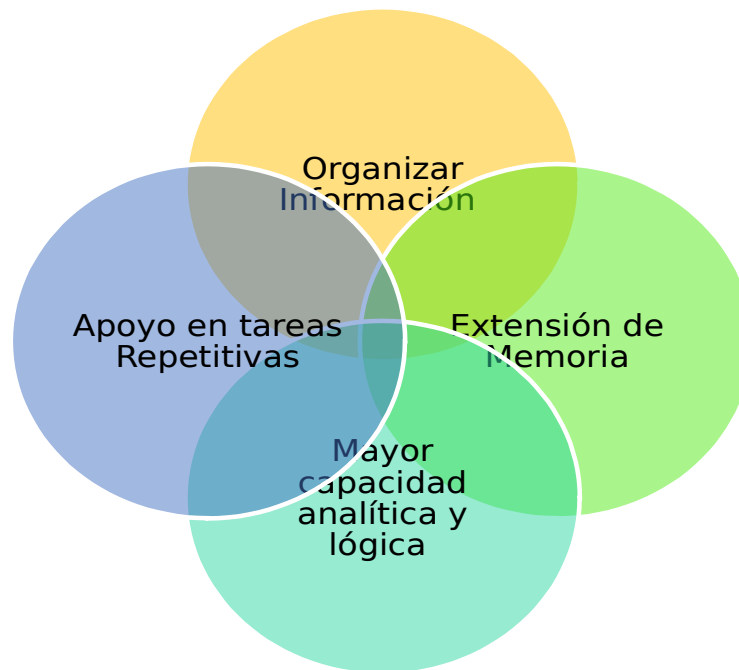 Organizar
Información
Apoyo en tareas
Repetitivas
Extensión de
Memoria
Mayor
capacidad
analítica y
lógica